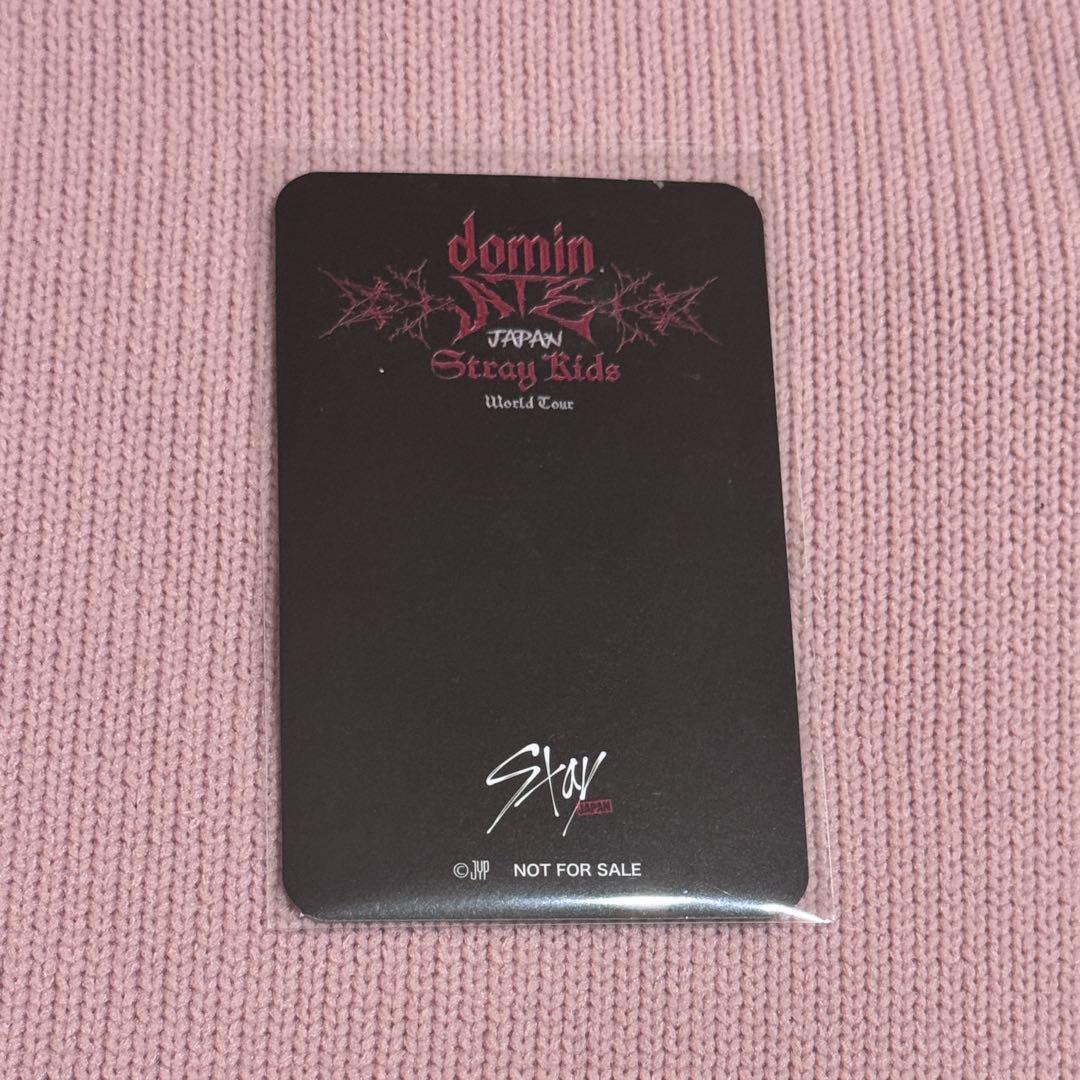 domin
ATE
JAPAN
Stray Kids
World Tour
Stay
JAPAN
©JYP NOT FOR SALE